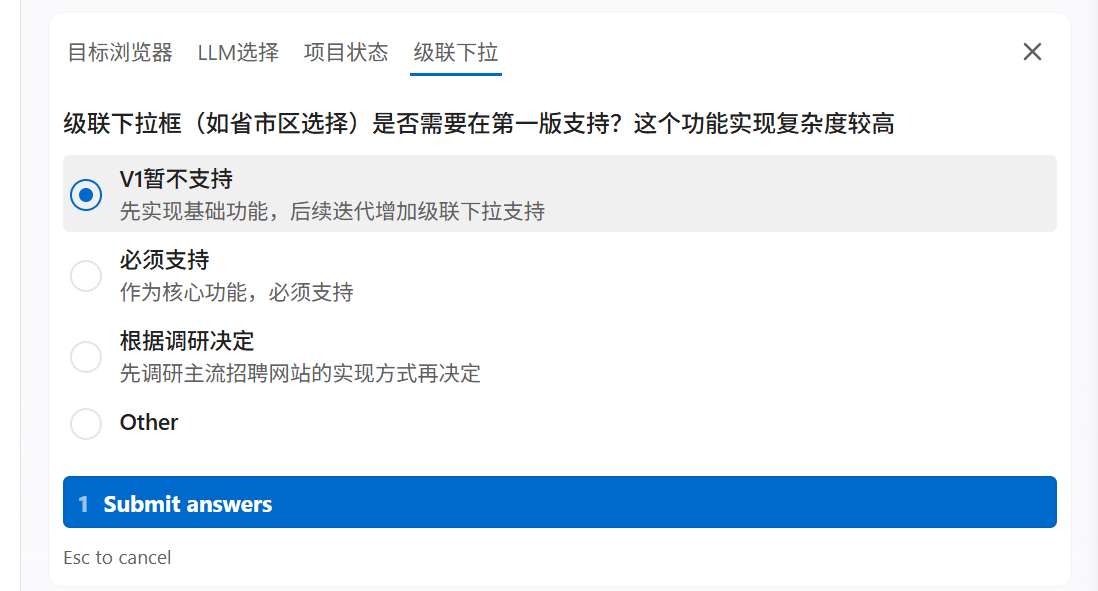 目标浏览器 LLM选择 项目状态 级联下拉
级联下拉框（如省市区选择）是否需要在第一版支持？这个功能实现复杂度较高
V1暂不支持
先实现基础功能，后续迭代增加级联下拉支持
必须支持
作为核心功能，必须支持
根据调研决定
先调研主流招聘网站的实现方式再决定
Other
1 Submit answers
Esc to cancel